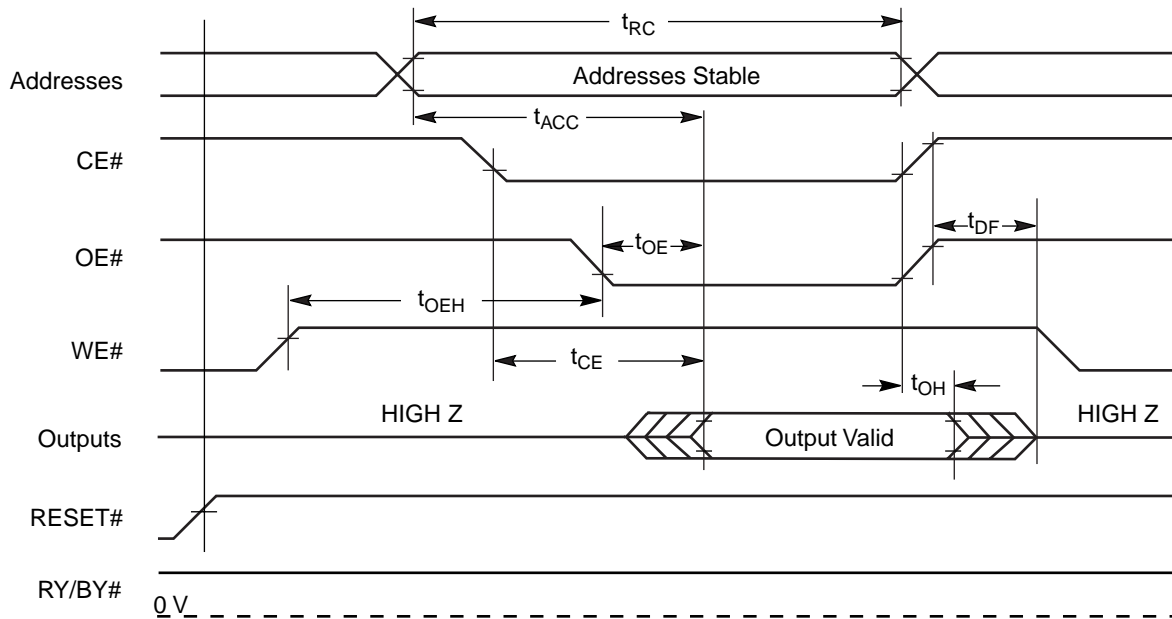 tRC
Addresses
Addresses Stable
tACC
CE#
tDF
OE#
tOE
tOEH
WE#
tCE
tOH
HIGH Z
HIGH Z
Outputs
Output Valid
RESET#
RY/BY#
0 V